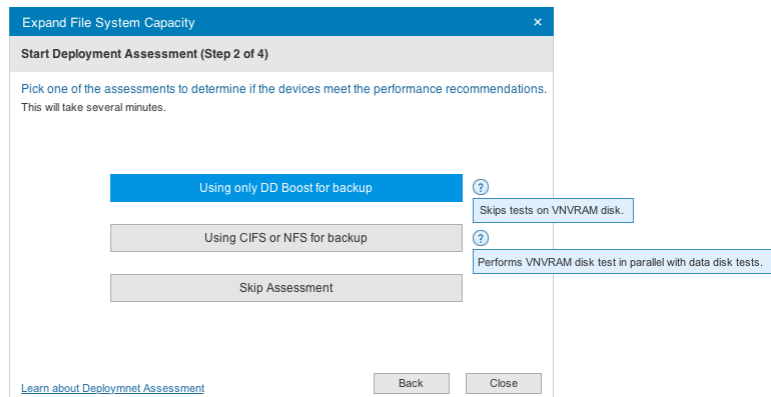 Expand File System Capacity ×
Start Deployment Assessment (Step 2 of 4)
Pick one of the assessments to determine if the devices meet the performance recommendations.
This will take several minutes.
Using only DD Boost for backup ?
Skips tests on VNVRAM disk.
Using CIFS or NFS for backup ?
Performs VNVRAM disk test in parallel with data disk tests.
Skip Assessment
Learn about Deploymnet Assessment
Back Close